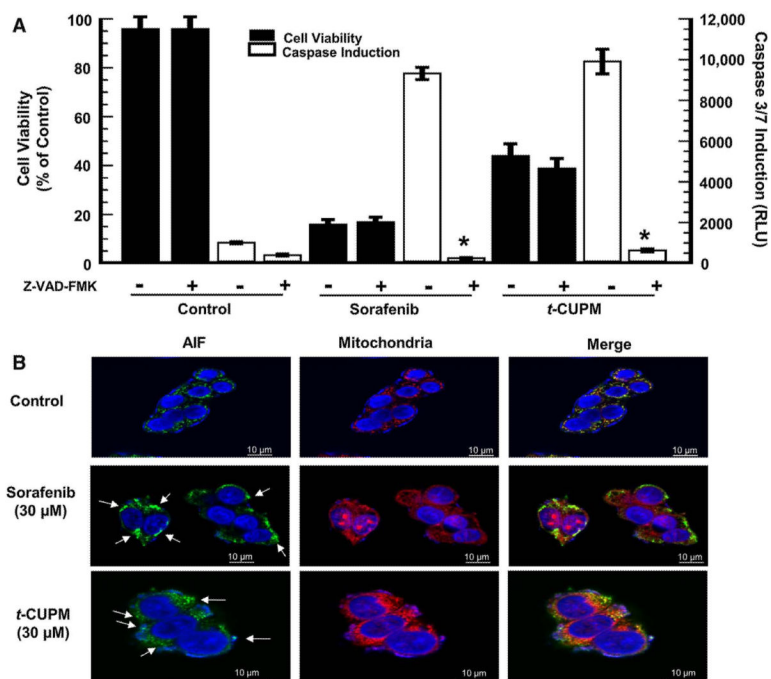 A
Cell Viability
(% of Control)
100
80
60
40
20
0
Cell Viability
Caspase Induction
12,000
10,000
8000
6000
4000
2000
0
Caspase 3/7 Induction (RLU)
*
*
Z-VAD-FMK - + - + - + - + - + - +
Control Sorafenib t-CUPM
B
AIF Mitochondria Merge
Control
10 µm 10 µm 10 µm
Sorafenib
(30 µM)
10 µm 10 µm 10 µm
t-CUPM
(30 µM)
10 µm 10 µm 10 µm